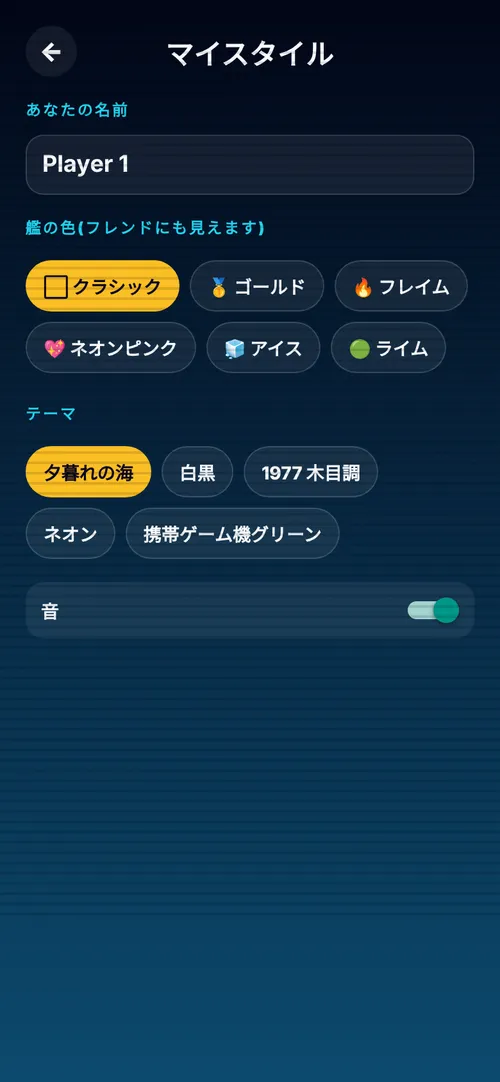 マイスタイル
あなたの名前
Player 1
艦の色(フレンドにも見えます)
クラシック 🥇 ゴールド 🔥 フレイム
💖 ネオンピンク 🧊 アイス 🟢 ライム
テーマ
夕暮れの海 白黒 1977 木目調
ネオン 携帯ゲーム機グリーン
音